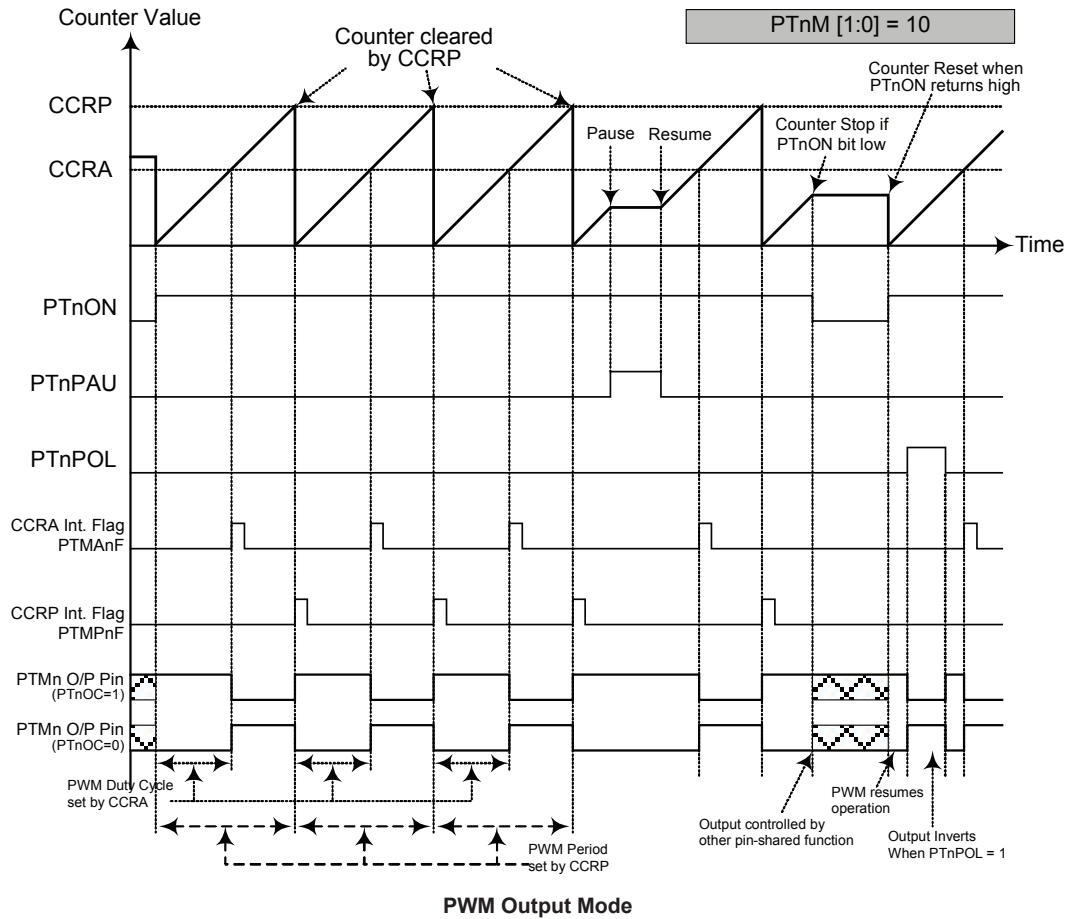 Counter Value
PTnM [1:0] = 10
Counter cleared
by CCRP
Counter Reset when
PTnON returns high
CCRP
Pause
Resume
Counter Stop if
PTnON bit low
CCRA
Time
PTnON
PTnPAU
PTnPOL
CCRA Int. Flag
PTMAnF
CCRP Int. Flag
PTMPnF
PTMn O/P Pin
(PTnOC=1)
PTMn O/P Pin
(PTnOC=0)
PWM Duty Cycle
set by CCRA
PWM resumes
operation
Output controlled by
other pin-shared function
Output Inverts
When PTnPOL = 1
PWM Period
set by CCRP
PWM Output Mode